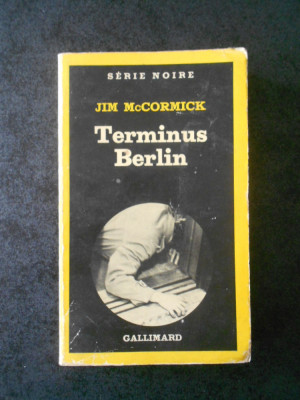 SÉRIE NOIRE
JIM McCORMICK
Terminus
Berlin
GALLIMARD